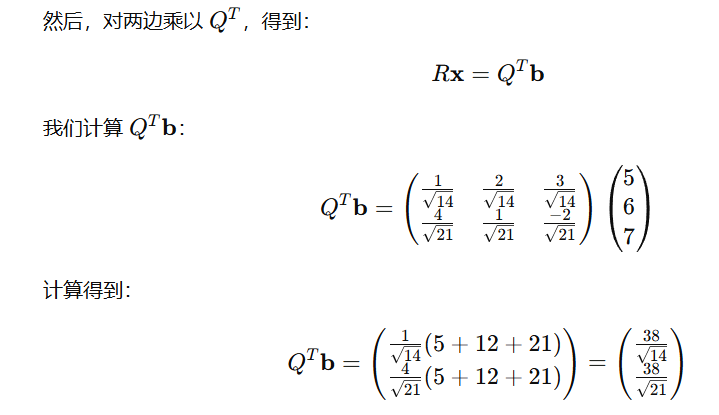 然后，对两边乘以 $Q^T$，得到：
$$R\mathbf{x} = Q^T\mathbf{b}$$
我们计算 $Q^T\mathbf{b}$：
$$Q^T\mathbf{b} = \begin{pmatrix} \frac{1}{\sqrt{14}} & \frac{2}{\sqrt{14}} & \frac{3}{\sqrt{14}} \\ \frac{4}{\sqrt{21}} & \frac{1}{\sqrt{21}} & \frac{-2}{\sqrt{21}} \end{pmatrix} \begin{pmatrix} 5 \\ 6 \\ 7 \end{pmatrix}$$
计算得到：
$$Q^T\mathbf{b} = \begin{pmatrix} \frac{1}{\sqrt{14}}(5 + 12 + 21) \\ \frac{4}{\sqrt{21}}(5 + 12 + 21) \end{pmatrix} = \begin{pmatrix} \frac{38}{\sqrt{14}} \\ \frac{38}{\sqrt{21}} \end{pmatrix}$$